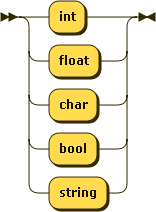 int
float
char
bool
string